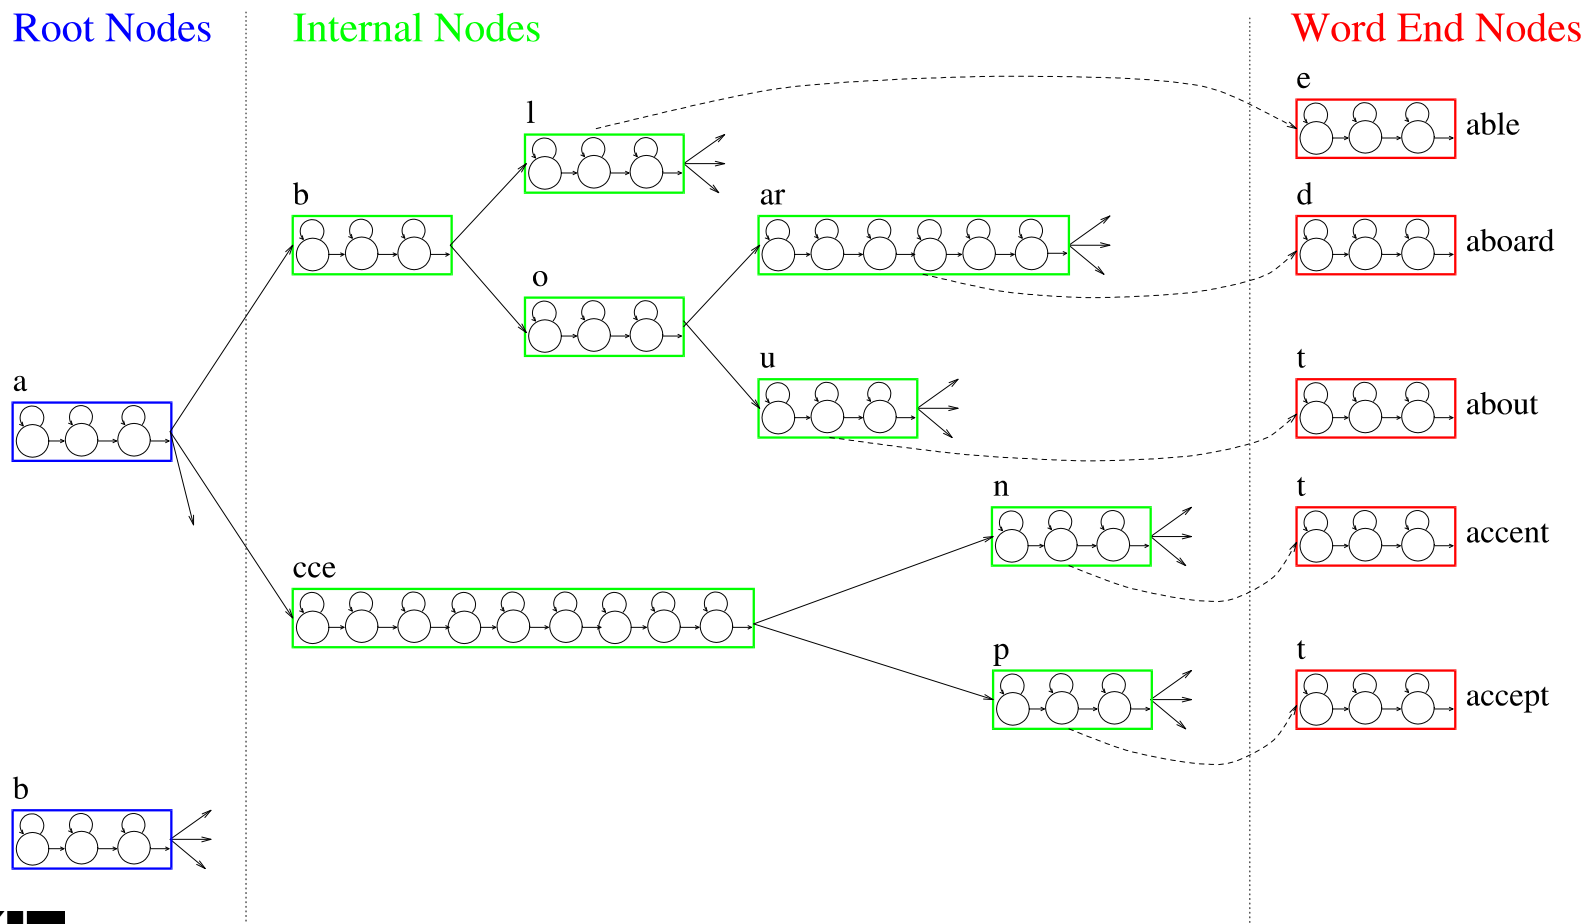 Root Nodes
Internal Nodes
Word End Nodes
e
able
l
b
ar
d
aboard
o
a
u
t
about
n
t
accent
cce
p
t
accept
b